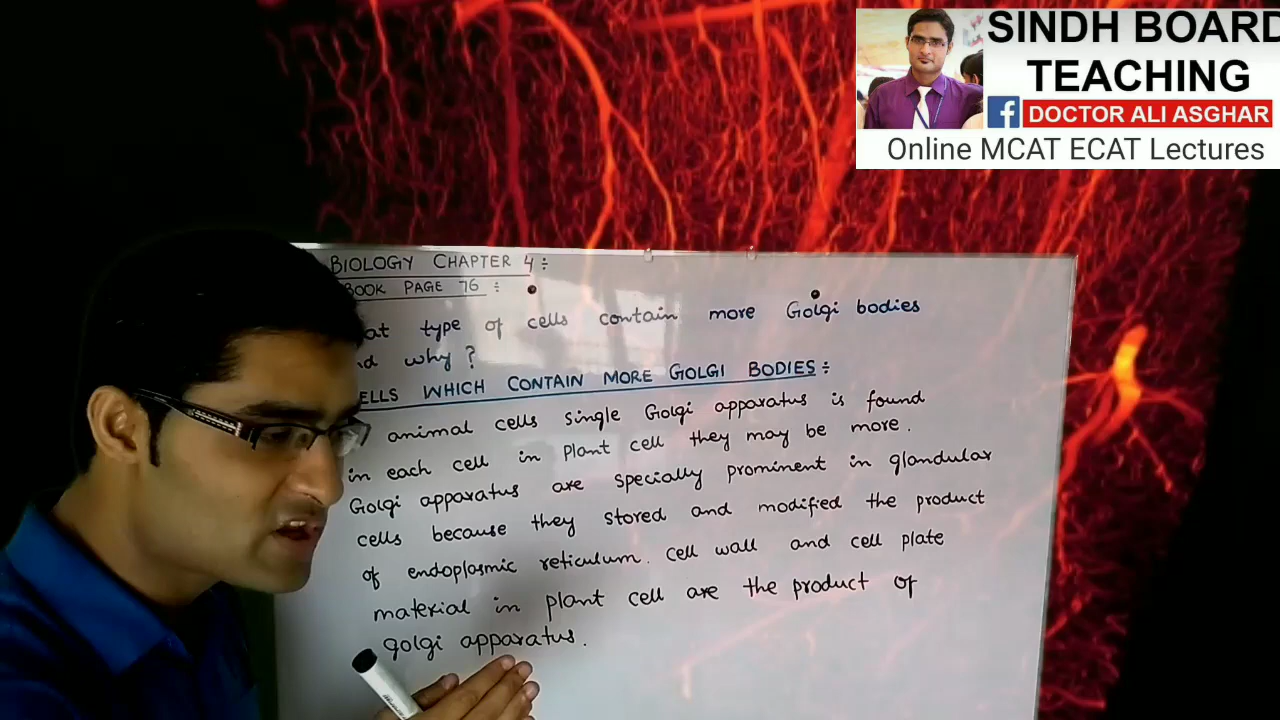 SINDH BOARD
TEACHING
f DOCTOR ALI ASGHAR
Online MCAT ECAT Lectures
BIOLOGY CHAPTER 4 ÷
BOOK PAGE 76 ÷
type of cells contain more Golgi bodies
why?
CELLS WHICH CONTAIN MORE GOLGI BODIES ÷
animal cells single Golgi apparatus is found
in each cell in plant cell they may be more.
Golgi apparatus are specially prominent in glandular
cells because they stored and modified the product
of endoplasmic reticulum. cell wall and cell plate
material in plant cell are the product of
golgi apparatus.